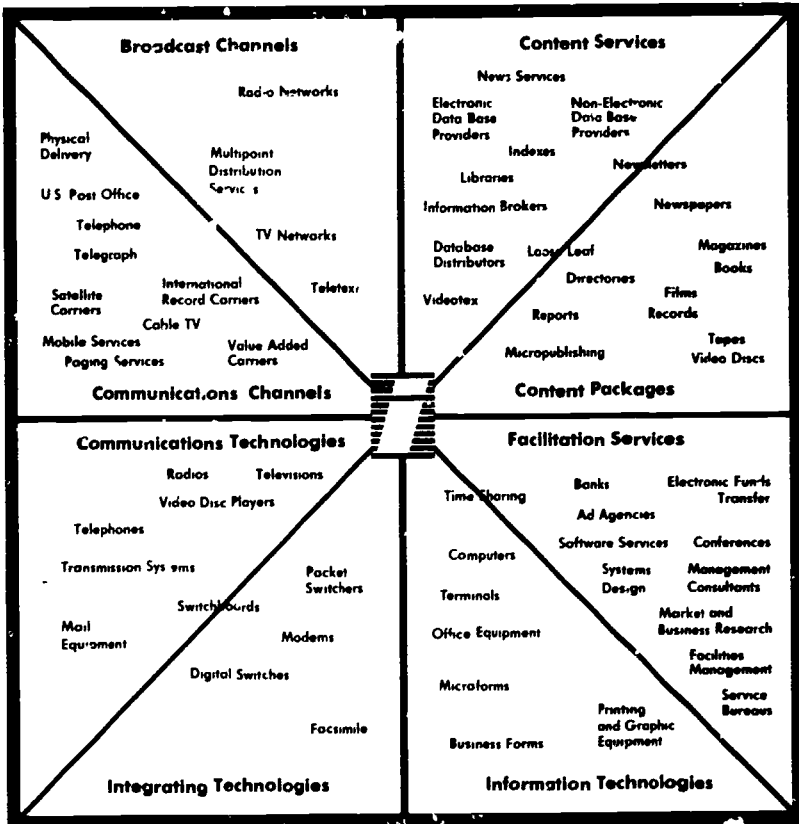 Broadcast Channels
Radio Networks
Multipoint
Distribution
Services
TV Networks
Teletext
Physical
Delivery
U.S. Post Office
Telephone
Telegraph
Satellite
Carriers
International
Record Carriers
Cable TV
Mobile Services
Paging Services
Value Added
Carriers
Communications Channels
Content Services
News Services
Electronic
Data Base
Providers
Non-Electronic
Data Base
Providers
Indexes
Libraries
Information Brokers
Database
Distributors
Videotex
Newsletters
Newspapers
Loose Leaf
Magazines
Books
Directories
Films
Records
Reports
Tapes
Video Discs
Micropublishing
Content Packages
Communications Technologies
Radios
Televisions
Video Disc Players
Telephones
Transmission Systems
Mail
Equipment
Switchboards
Packet
Switchers
Modems
Digital Switches
Facsimile
Integrating Technologies
Facilitation Services
Time Sharing
Banks
Electronic Funds
Transfer
Ad Agencies
Software Services
Conferences
Systems
Design
Management
Consultants
Market and
Business Research
Facilities
Management
Service
Bureaus
Computers
Terminals
Office Equipment
Microforms
Business Forms
Printing
and Graphic
Equipment
Information Technologies